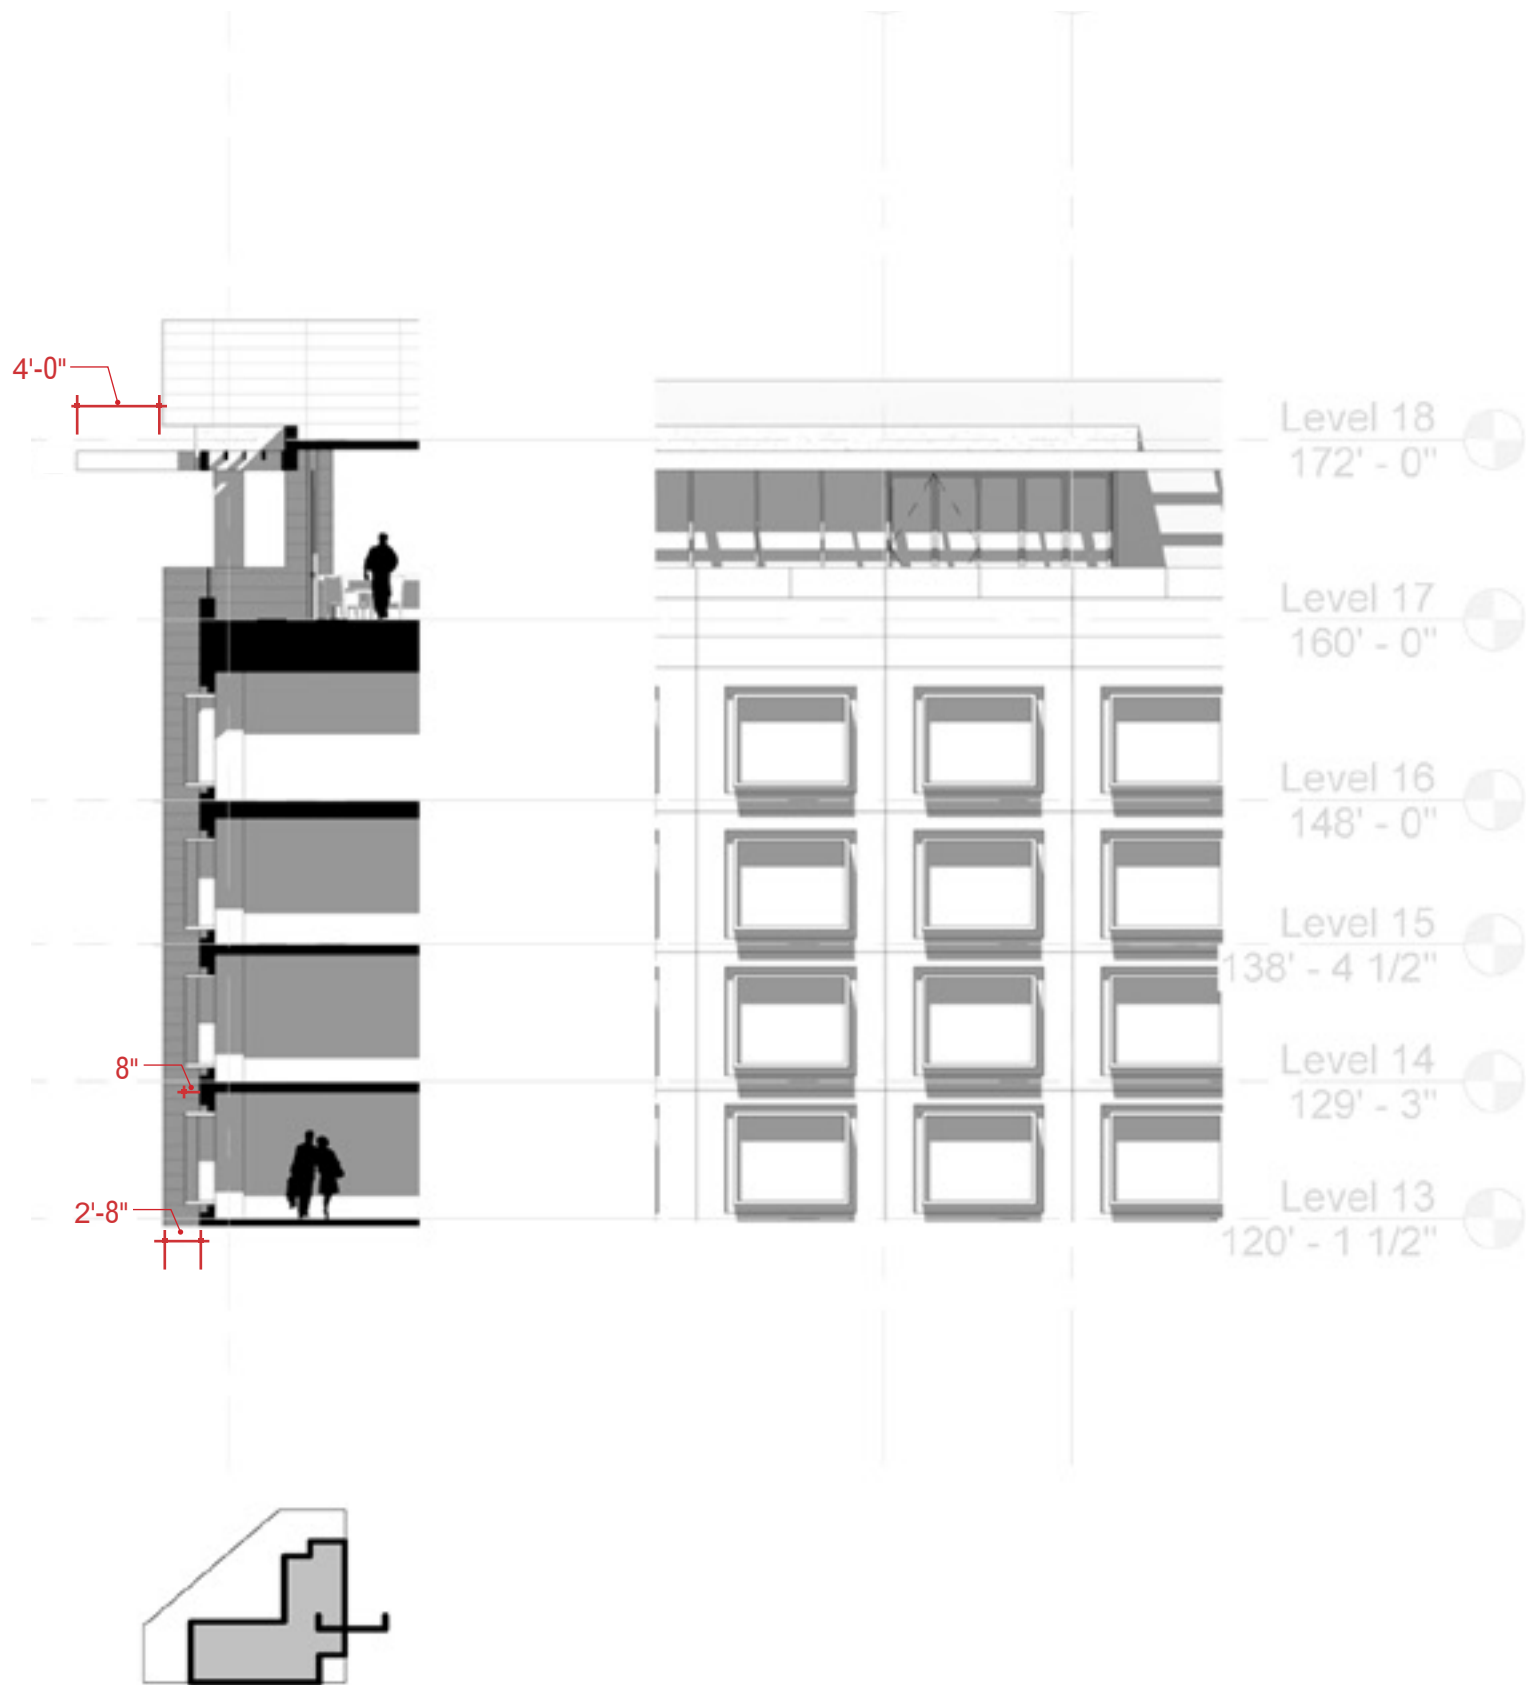 4'-0"
Level 18
172' - 0"
Level 17
160' - 0"
Level 16
148' - 0"
Level 15
138' - 4 1/2"
8"
Level 14
129' - 3"
2'-8"
Level 13
120' - 1 1/2"